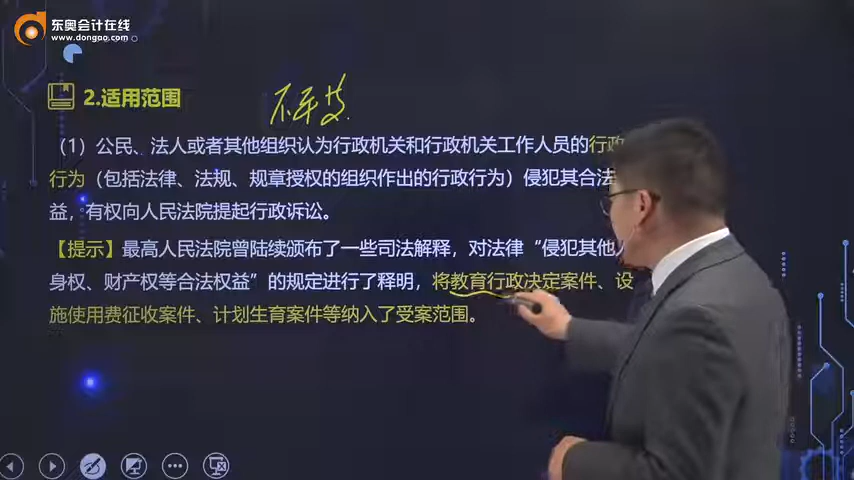 东奥会计在线
www.dongao.com
2.适用范围
（1）公民、法人或者其他组织认为行政机关和行政机关工作人员的行政
行为（包括法律、法规、规章授权的组织作出的行政行为）侵犯其合法
益，有权向人民法院提起行政诉讼。
【提示】最高人民法院曾陆续颁布了一些司法解释，对法律“侵犯其他人
身权、财产权等合法权益”的规定进行了释明，将教育行政决定案件、设
施使用费征收案件、计划生育案件等纳入了受案范围。